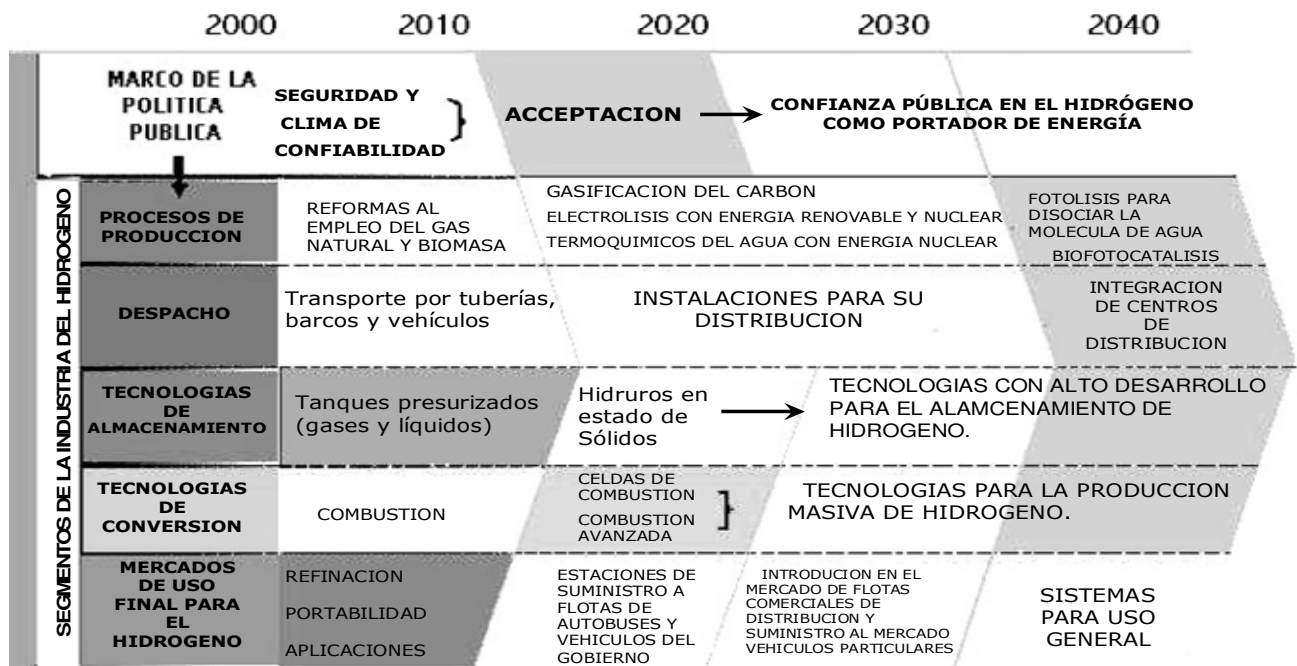 2000 2010 2020 2030 2040
MARCO DE LA
POLITICA
PUBLICA
SEGURIDAD Y
CLIMA DE
CONFIABILIDAD
}
ACCEPTACION
CONFIANZA PÚBLICA EN EL HIDRÓGENO
COMO PORTADOR DE ENERGÍA
SEGMENTOS DE LA INDUSTRIA DEL HIDROGENO
PROCESOS DE
PRODUCCION
REFORMAS AL
EMPLEO DEL GAS
NATURAL Y BIOMASA
GASIFICACION DEL CARBON
ELECTROLISIS CON ENERGIA RENOVABLE Y NUCLEAR
TERMOQUIMICOS DEL AGUA CON ENERGIA NUCLEAR
FOTOLISIS PARA
DISOCIAR LA
MOLECULA DE AGUA
BIOFOTOCATALISIS
DESPACHO
Transporte por tuberías,
barcos y vehículos
INSTALACIONES PARA SU
DISTRIBUCION
INTEGRACION
DE CENTROS
DE
DISTRIBUCION
TECNOLOGIAS
DE
ALMACENAMIENTO
Tanques presurizados
(gases y líquidos)
Hidruros en
estado de
Sólidos
TECNOLOGIAS CON ALTO DESARROLLO
PARA EL ALAMCENAMIENTO DE
HIDROGENO.
TECNOLOGIAS
DE
CONVERSION
COMBUSTION
CELDAS DE
COMBUSTION
COMBUSTION
AVANZADA
}
TECNOLOGIAS PARA LA PRODUCCION
MASIVA DE HIDROGENO.
MERCADOS
DE USO
FINAL PARA
EL
HIDROGENO
REFINACION
PORTABILIDAD
APLICACIONES
ESTACIONES DE
SUMINISTRO A
FLOTAS DE
AUTOBUSES Y
VEHICULOS DEL
GOBIERNO
INTRODUCION EN EL
MERCADO DE FLOTAS
COMERCIALES DE
DISTRIBUCION Y
SUMINISTRO AL MERCADO
VEHICULOS PARTICULARES
SISTEMAS
PARA USO
GENERAL